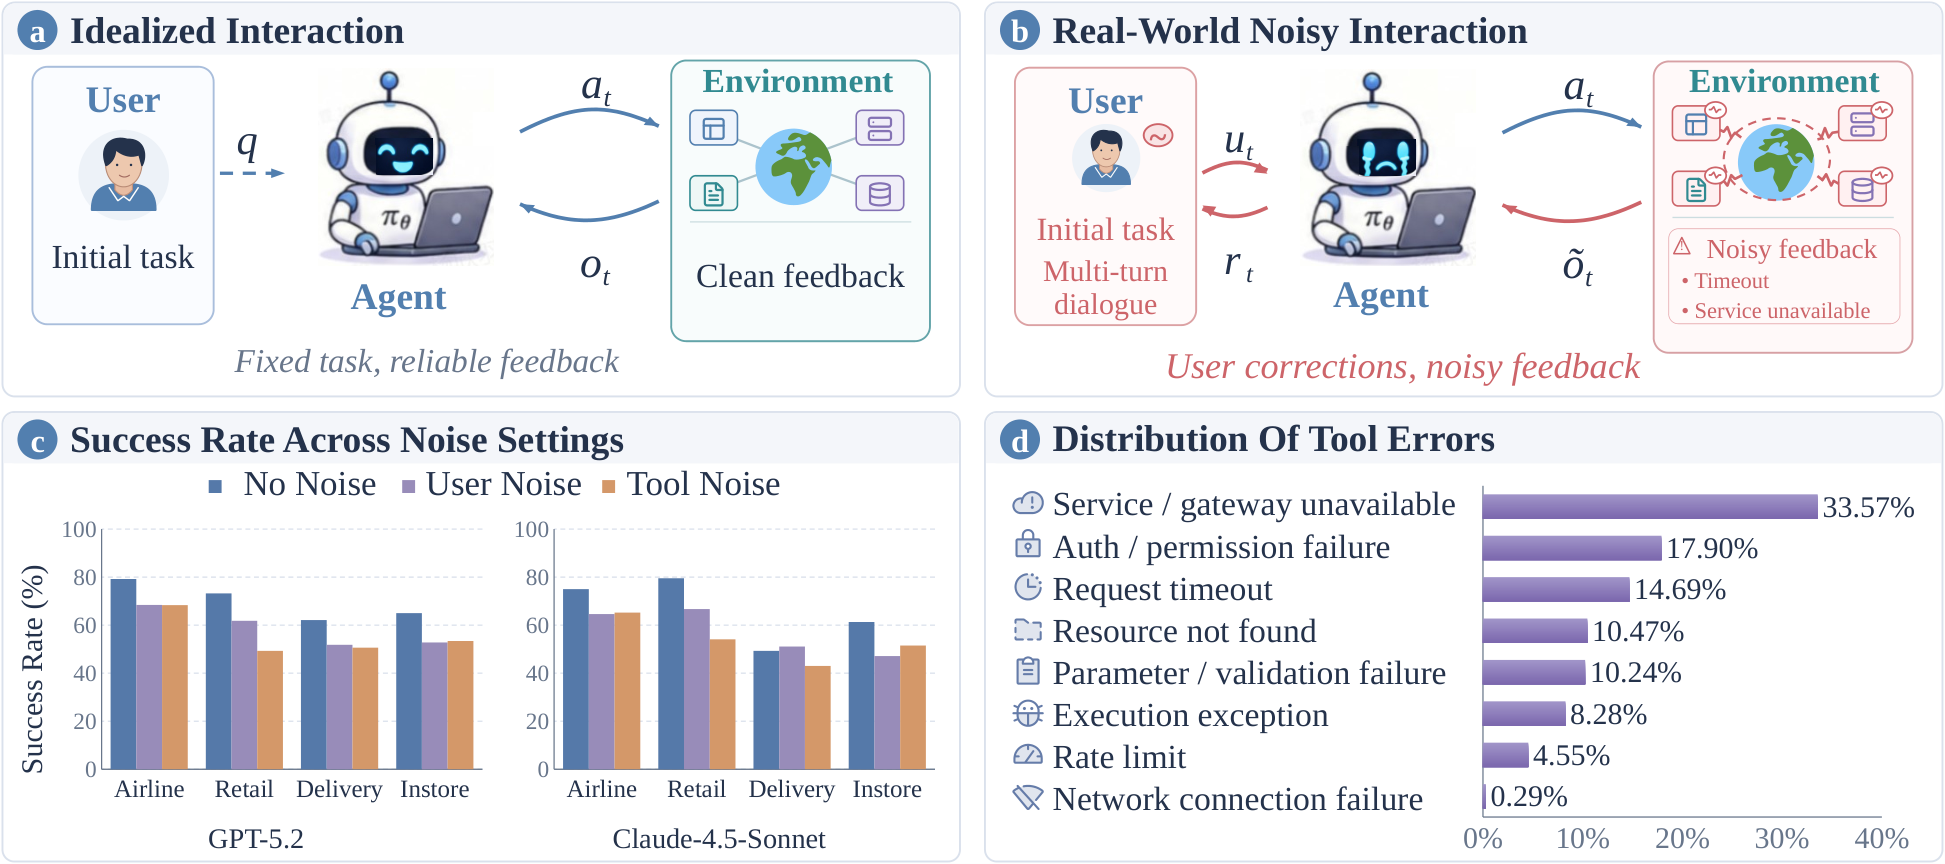 a Idealized Interaction
User
q
Initial task
π_θ
Agent
a_t
o_t
Environment
Clean feedback
Fixed task, reliable feedback
b Real-World Noisy Interaction
User
Initial task
Multi-turn
dialogue
u_t
r_t
π_θ
Agent
a_t
õ_t
Environment
Noisy feedback
• Timeout
• Service unavailable
User corrections, noisy feedback
c Success Rate Across Noise Settings
No Noise User Noise Tool Noise
Success Rate (%)
100
80
60
40
20
0
Airline Retail Delivery Instore
GPT-5.2
100
80
60
40
20
0
Airline Retail Delivery Instore
Claude-4.5-Sonnet
d Distribution Of Tool Errors
Service / gateway unavailable 33.57%
Auth / permission failure 17.90%
Request timeout 14.69%
Resource not found 10.47%
Parameter / validation failure 10.24%
Execution exception 8.28%
Rate limit 4.55%
Network connection failure 0.29%
0% 10% 20% 30% 40%